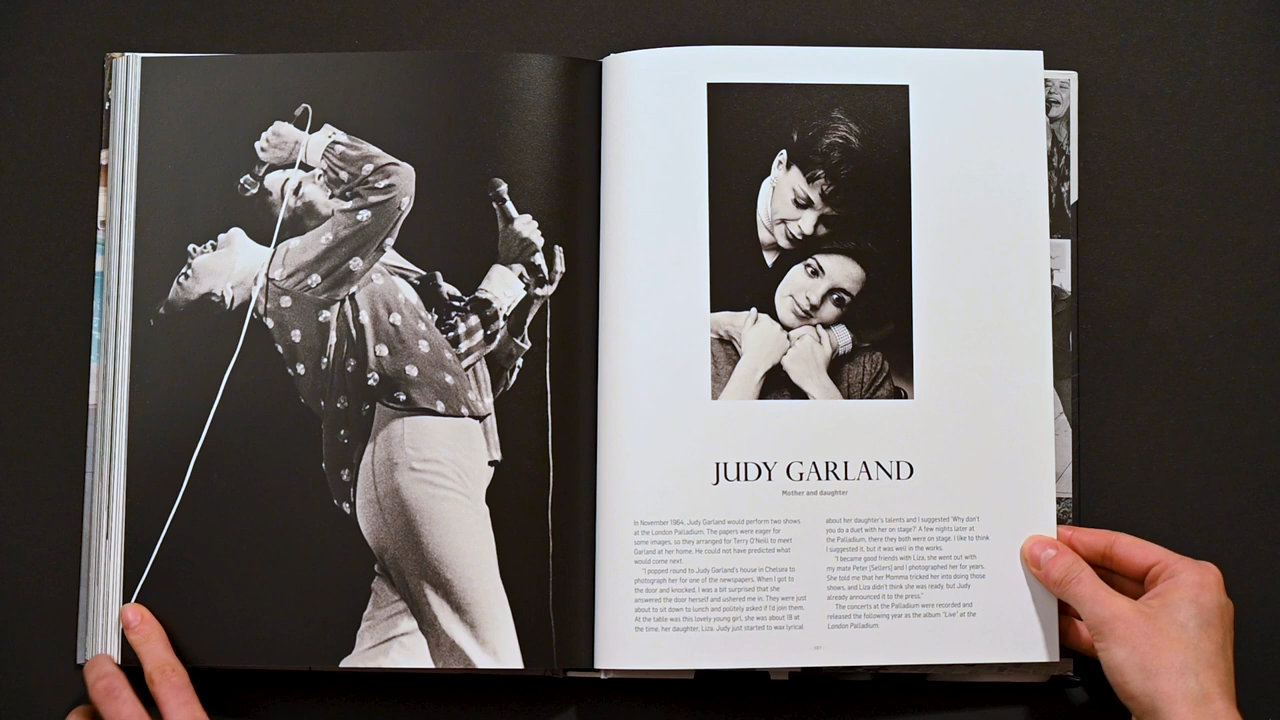 JUDY GARLAND
Mother and daughter
In November 1964, Judy Garland would perform two shows
at the London Palladium. The papers were eager for
some images, so they arranged for Terry O'Neill to meet
Garland at her home. He could not have predicted what
would come next.
"I popped round to Judy Garland's house in Chelsea to
photograph her for one of the newspapers. When I got to
the door and knocked, I was a bit surprised that she
answered the door herself and ushered me in. They were just
about to sit down to lunch and politely asked if I'd join them.
At the table was this lovely young girl, she was about 18 at
the time, her daughter, Liza. Judy just started to wax lyrical
about her daughter's talents and I suggested 'Why don't
you do a duet with her on stage?' A few nights later at
the Palladium, there they both were on stage. I like to think
I suggested it, but it was well in the works.
"I became good friends with Liza; she went out with
my mate Peter [Sellers] and I photographed her for years.
She told me that her Momma tricked her into doing those
shows, and Liza didn't think she was ready, but Judy
already announced it to the press."
The concerts at the Palladium were recorded and
released the following year as the album "Live" at the
London Palladium.